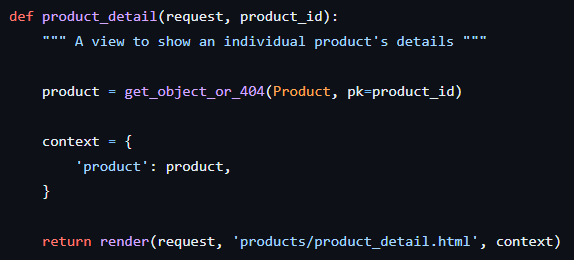 def product_detail(request, product_id):
    """ A view to show an individual product's details """
    product = get_object_or_404(Product, pk=product_id)
    context = {
        'product': product,
    }
    return render(request, 'products/product_detail.html', context)